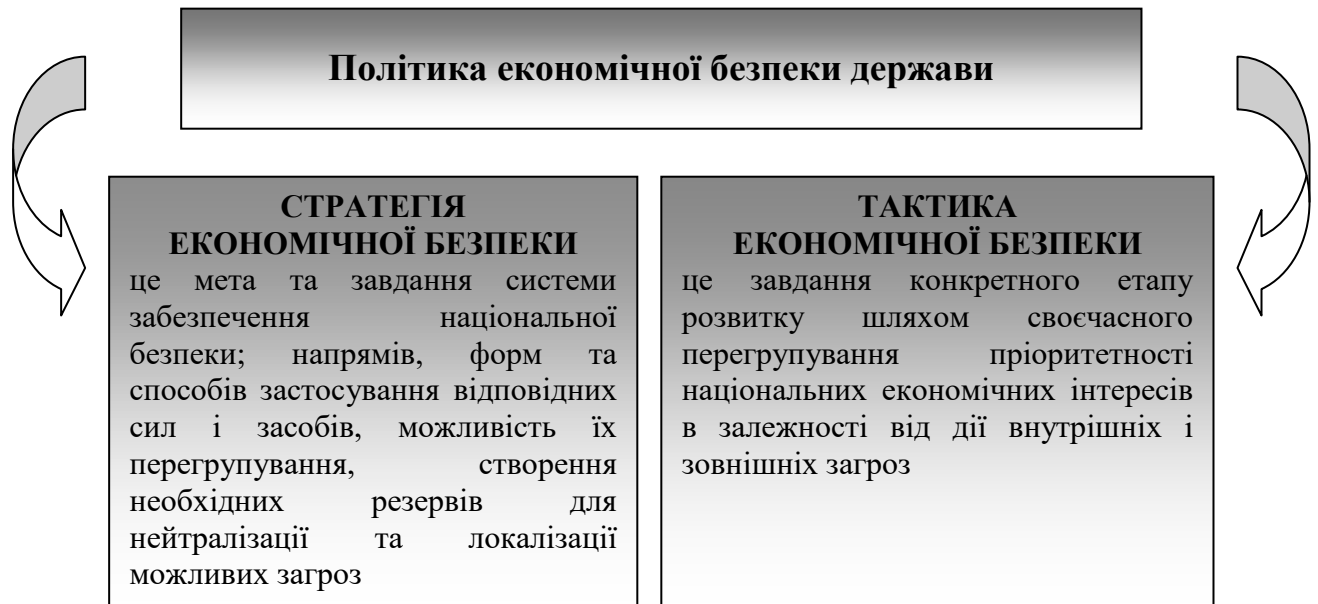 Політика економічної безпеки держави
СТРАТЕГІЯ
ЕКОНОМІЧНОЇ БЕЗПЕКИ
це мета та завдання системи
забезпечення національної
безпеки; напрямів, форм та
способів застосування відповідних
сил і засобів, можливість їх
перегрупування, створення
необхідних резервів для
нейтралізації та локалізації
можливих загроз
ТАКТИКА
ЕКОНОМІЧНОЇ БЕЗПЕКИ
це завдання конкретного етапу
розвитку шляхом своєчасного
перегрупування пріоритетності
національних економічних інтересів
в залежності від дії внутрішніх і
зовнішніх загроз